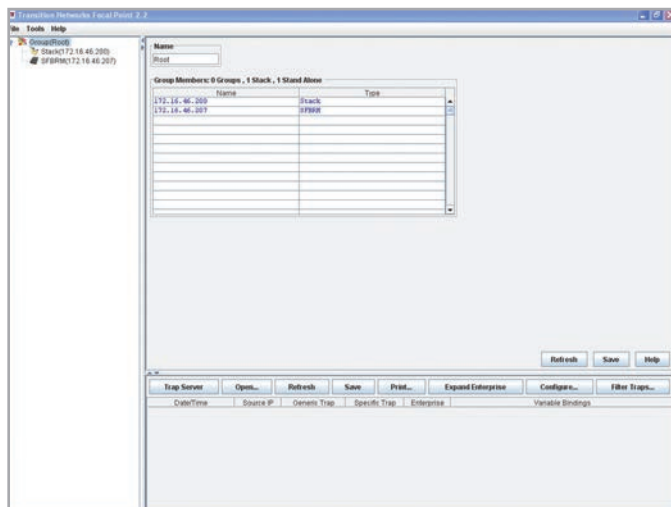 Transition Networks Focal Point 2.2
File Tools Help
Group(Root)
Stack(172.16.46.200)
SFBRM(172.16.46.207)
Name
Root
Group Members: 0 Groups , 1 Stack , 1 Stand Alone
Name Type
172.16.46.200 Stack
172.16.46.207 SFBRM
Refresh Save Help
Trap Server Open... Refresh Save Print... Expand Enterprise Configure... Filter Traps...
Date/Time Source IP Generic Trap Specific Trap Enterprise Variable Bindings